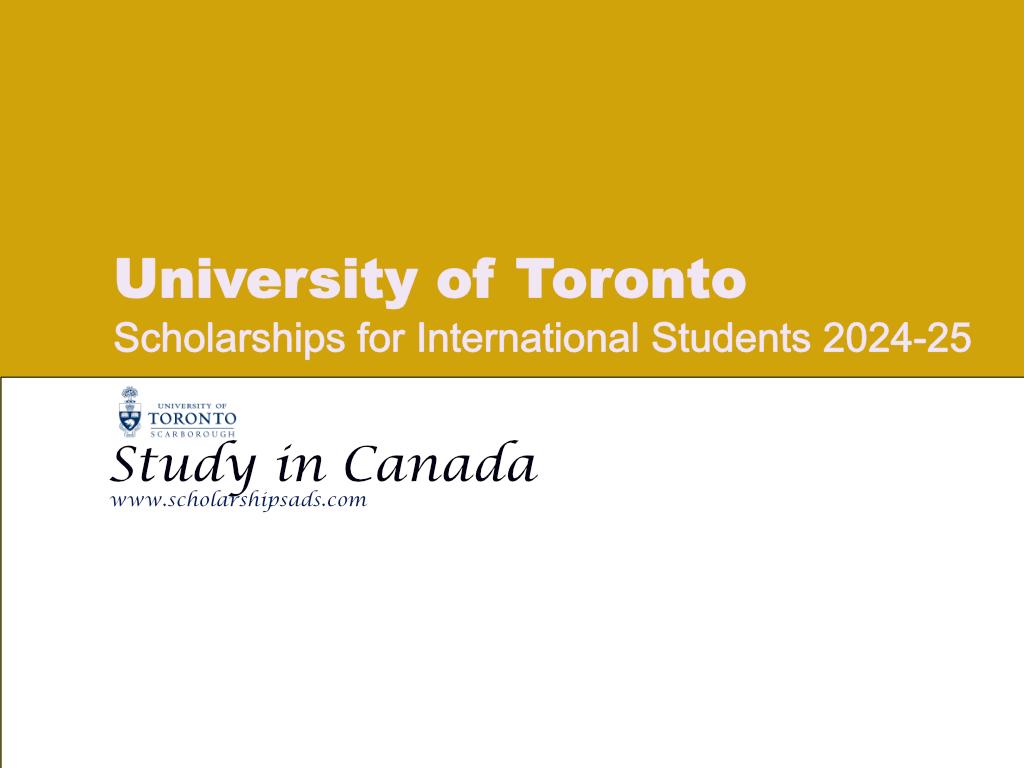 University of Toronto
Scholarships for International Students 2024-25
UNIVERSITY OF
TORONTO
SCARBOROUGH
Study in Canada
www.scholarshipsads.com